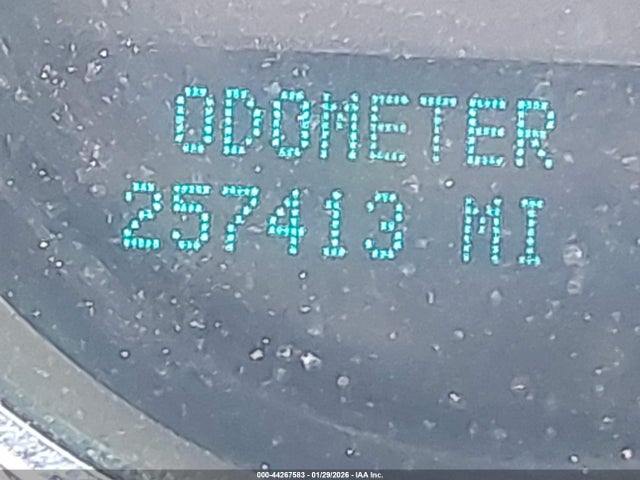 ODOMETER
257413 MI
000-44267583 - 01/29/2026 - IAA Inc.